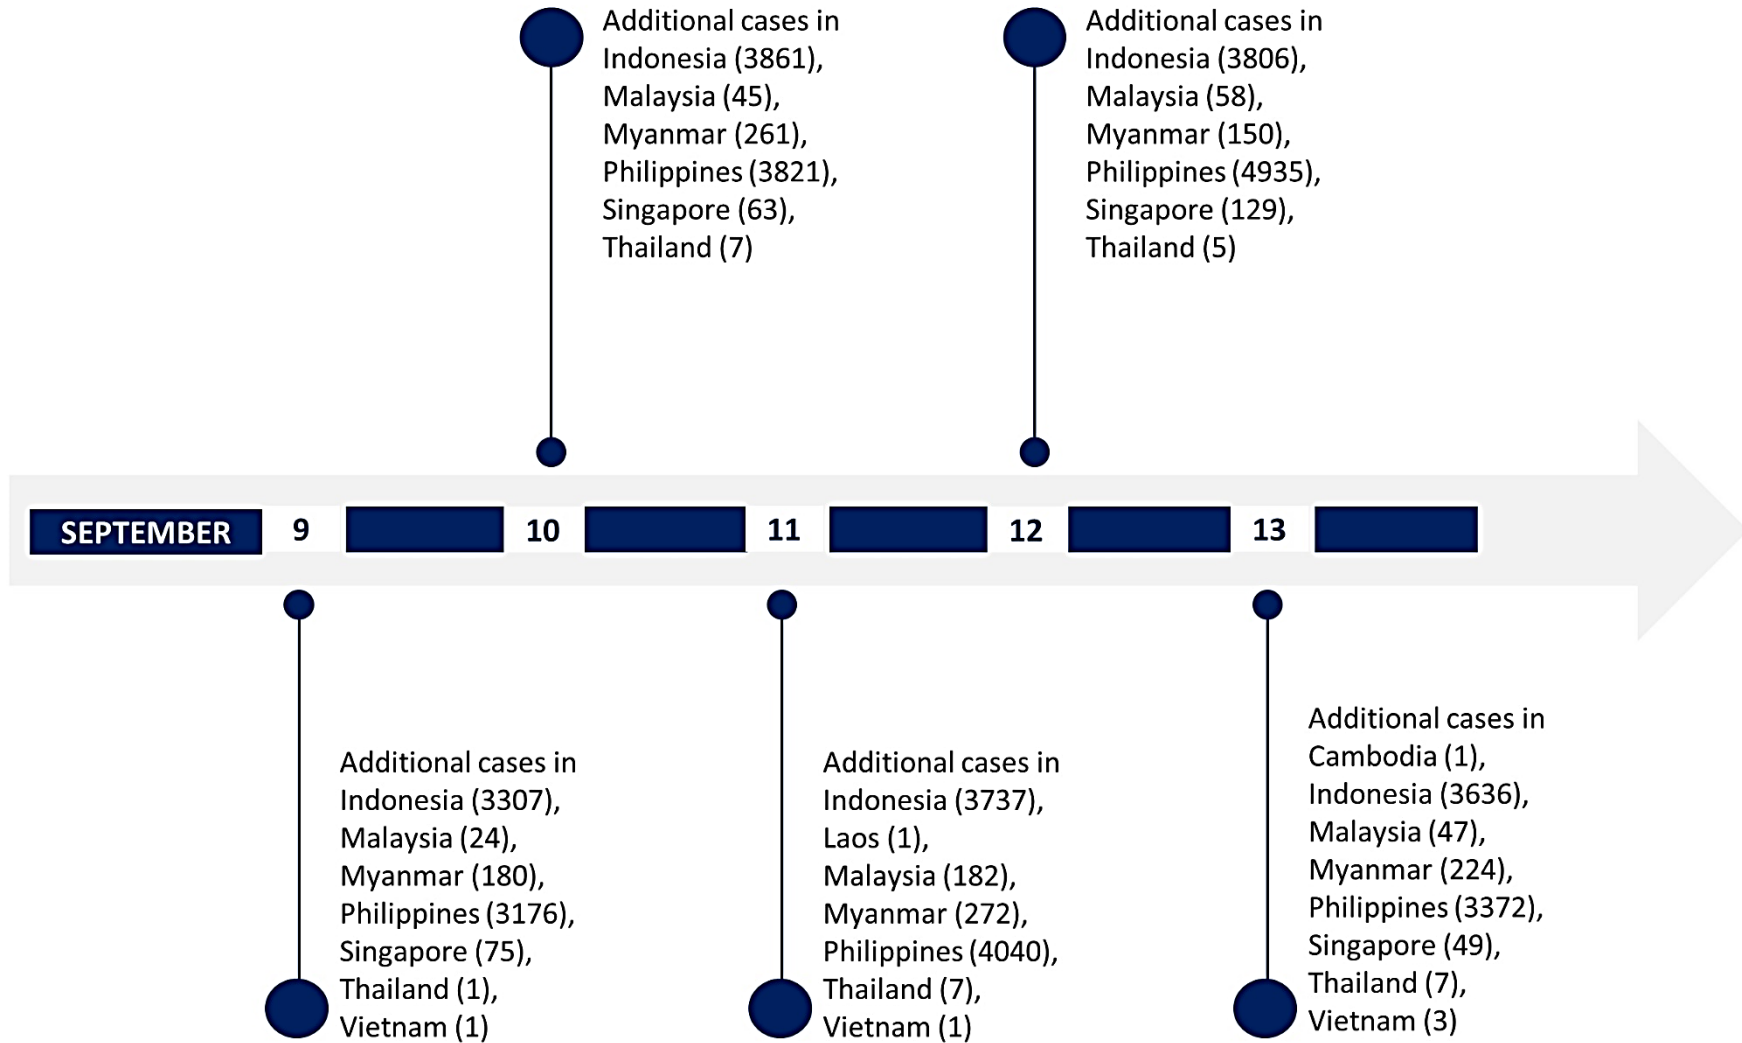 Additional cases in
Indonesia (3861),
Malaysia (45),
Myanmar (261),
Philippines (3821),
Singapore (63),
Thailand (7)
Additional cases in
Indonesia (3806),
Malaysia (58),
Myanmar (150),
Philippines (4935),
Singapore (129),
Thailand (5)
SEPTEMBER 9 10 11 12 13
Additional cases in
Indonesia (3307),
Malaysia (24),
Myanmar (180),
Philippines (3176),
Singapore (75),
Thailand (1),
Vietnam (1)
Additional cases in
Indonesia (3737),
Laos (1),
Malaysia (182),
Myanmar (272),
Philippines (4040),
Thailand (7),
Vietnam (1)
Additional cases in
Cambodia (1),
Indonesia (3636),
Malaysia (47),
Myanmar (224),
Philippines (3372),
Singapore (49),
Thailand (7),
Vietnam (3)